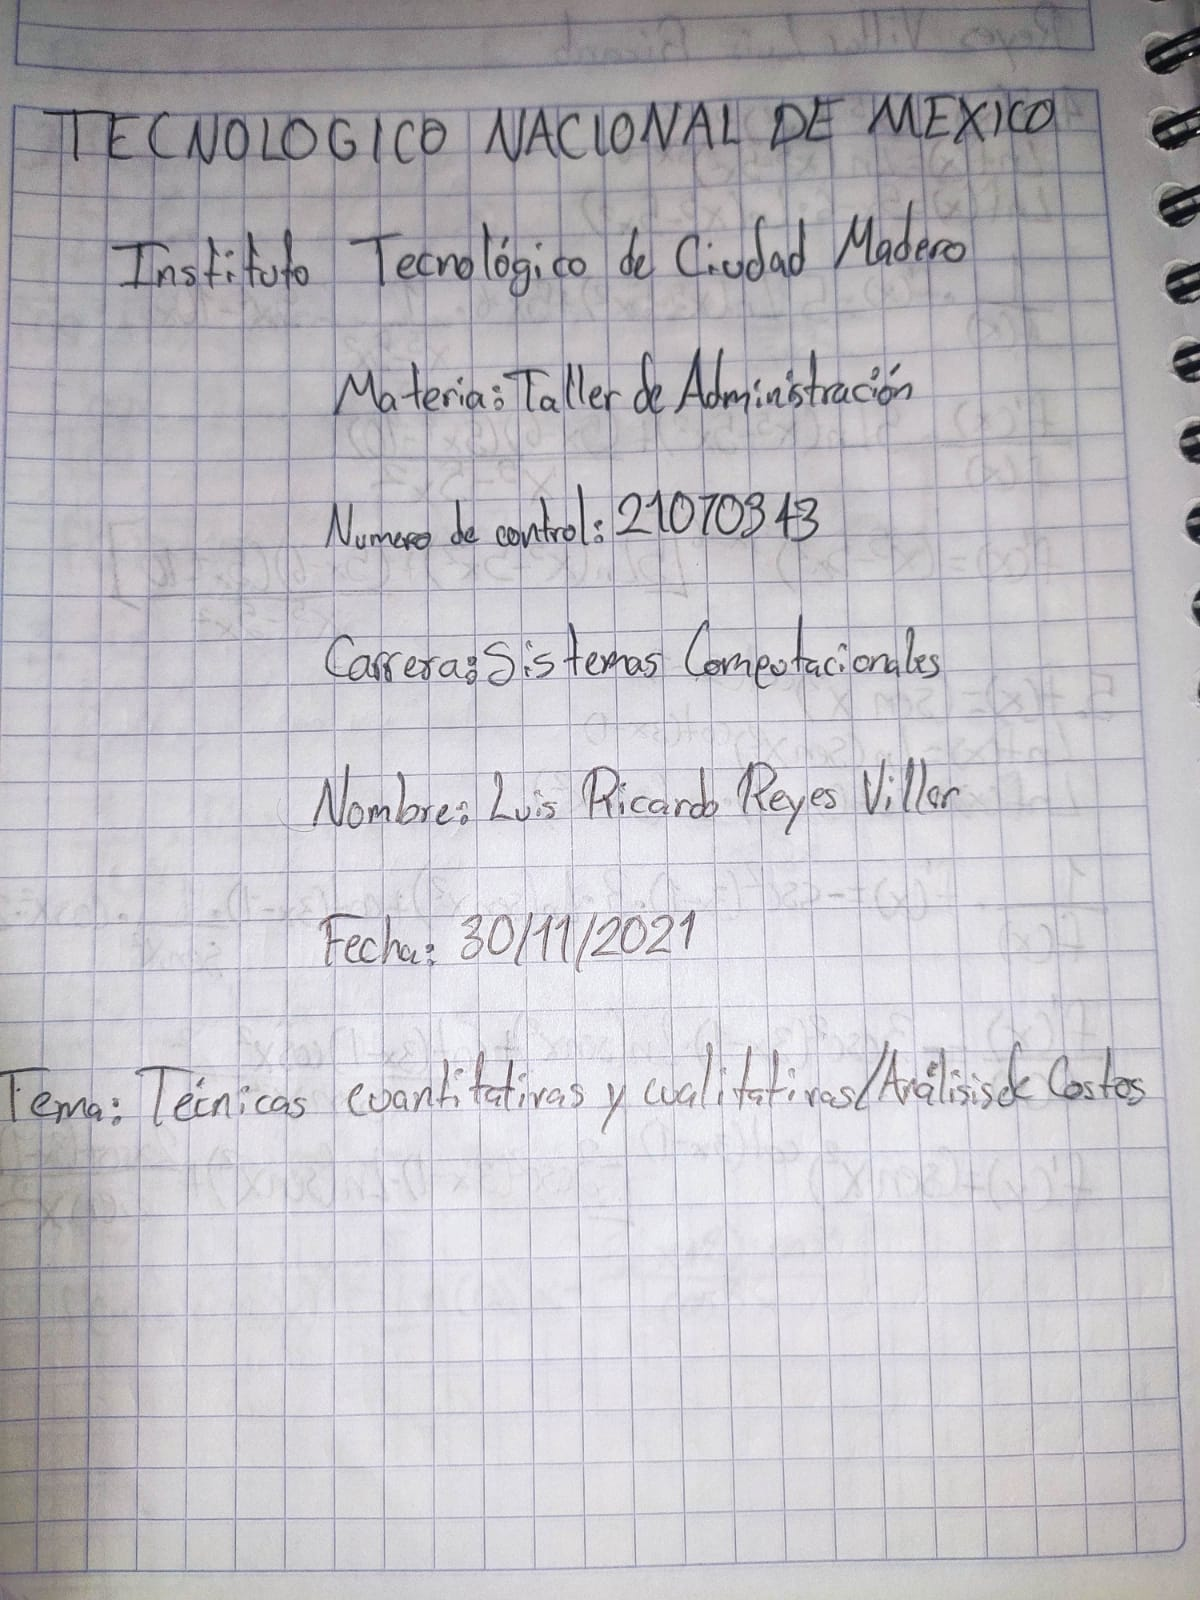 TECNOLOGICO NACIONAL DE MEXICO
Instituto Tecnológico de Ciudad Madero
Materia: Taller de Administración
Numero de control: 21070343
Carrera: Sistemas Computacionales
Nombre: Luis Ricardo Reyes Villar
Fecha: 30/11/2021
Tema: Técnicas cuantitativas y cualitativas/Análisis de Costos